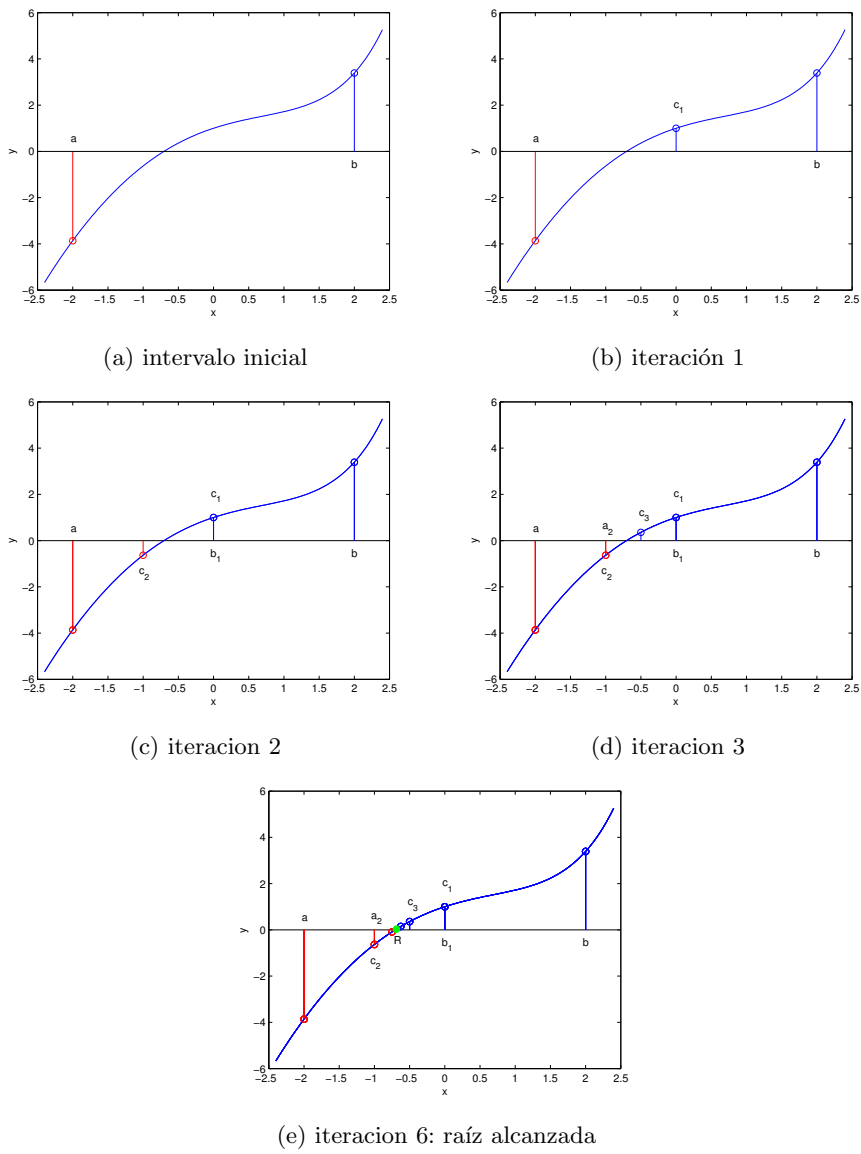 6
4
2
0
−2
−4
−6
y
a
b
−2.5 −2 −1.5 −1 −0.5 0 0.5 1 1.5 2 2.5
x
(a) intervalo inicial
6
4
2
0
−2
−4
−6
y
a
c1
b
−2.5 −2 −1.5 −1 −0.5 0 0.5 1 1.5 2 2.5
x
(b) iteración 1
6
4
2
0
−2
−4
−6
y
a
c1
c2
b1
b
−2.5 −2 −1.5 −1 −0.5 0 0.5 1 1.5 2 2.5
x
(c) iteracion 2
6
4
2
0
−2
−4
−6
y
a
a2
c3
c1
c2
b1
b
−2.5 −2 −1.5 −1 −0.5 0 0.5 1 1.5 2 2.5
x
(d) iteracion 3
6
4
2
0
−2
−4
−6
y
a
a2
c3
c1
c2
R
b1
b
−2.5 −2 −1.5 −1 −0.5 0 0.5 1 1.5 2 2.5
x
(e) iteracion 6: raíz alcanzada